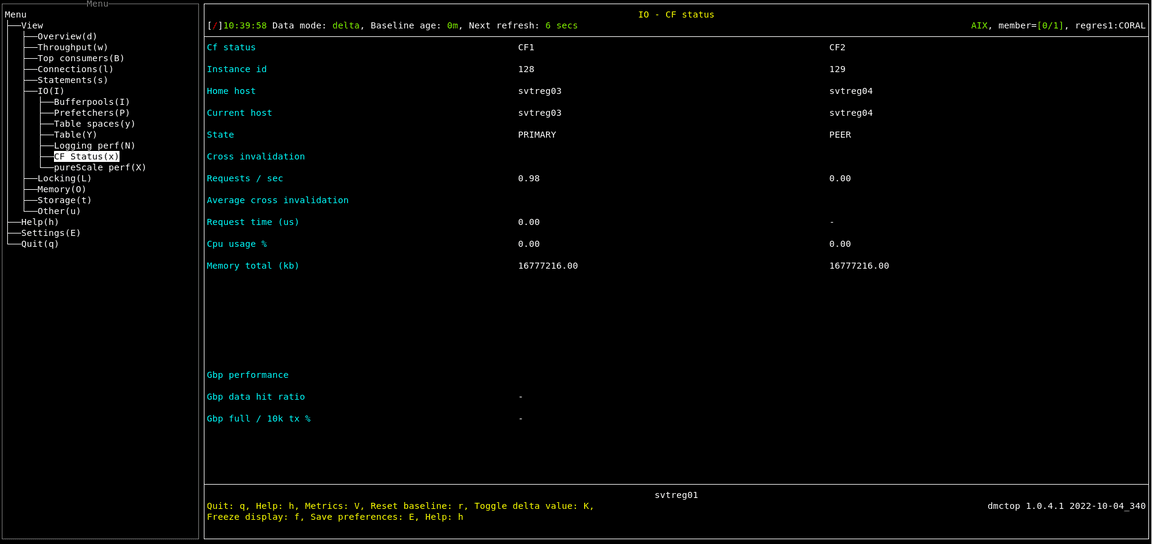 Menu
Menu
View
Overview(d)
Throughput(w)
Top consumers(B)
Connections(l)
Statements(s)
IO(I)
Bufferpools(I)
Prefetchers(P)
Table spaces(y)
Table(Y)
Logging perf(N)
CF Status(x)
pureScale perf(X)
Locking(L)
Memory(O)
Storage(t)
Other(u)
Help(h)
Settings(E)
Quit(q)
IO - CF status
[/]10:39:58 Data mode: delta, Baseline age: 0m, Next refresh: 6 secs AIX, member=[0/1], regres1:CORAL
Cf status CF1 CF2
Instance id 128 129
Home host svtreg03 svtreg04
Current host svtreg03 svtreg04
State PRIMARY PEER
Cross invalidation
Requests / sec 0.98 0.00
Average cross invalidation
Request time (us) 0.00 -
Cpu usage % 0.00 0.00
Memory total (kb) 16777216.00 16777216.00
Gbp performance
Gbp data hit ratio -
Gbp full / 10k tx % -
svtreg01
Quit: q, Help: h, Metrics: V, Reset baseline: r, Toggle delta value: K, dmctop 1.0.4.1 2022-10-04_340
Freeze display: f, Save preferences: E, Help: h